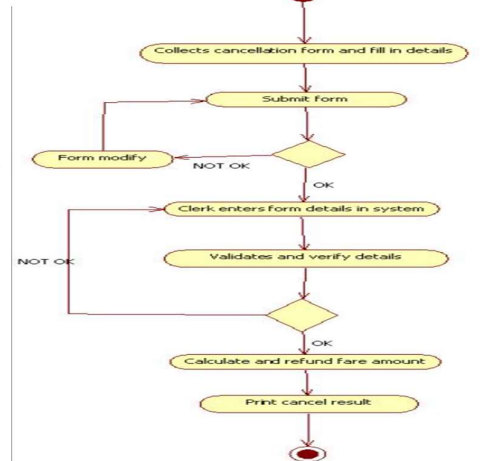 Collects cancellation form and fill in details
Submit form
Form modify
NOT OK
OK
Clerk enters form details in system
Validates and verify details
NOT OK
OK
Calculate and refund fare amount
Print cancel result